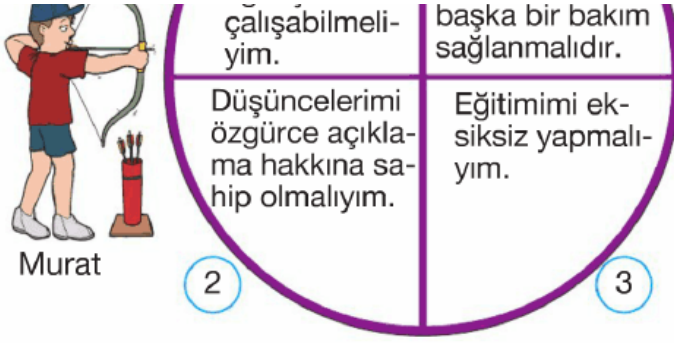 çalışabilmeli-
yim.
başka bir bakım
sağlanmalıdır.
Düşüncelerimi
özgürce açıkla-
ma hakkına sa-
hip olmalıyım.
Eğitimimi ek-
siksiz yapmalı-
yım.
Murat
2
3